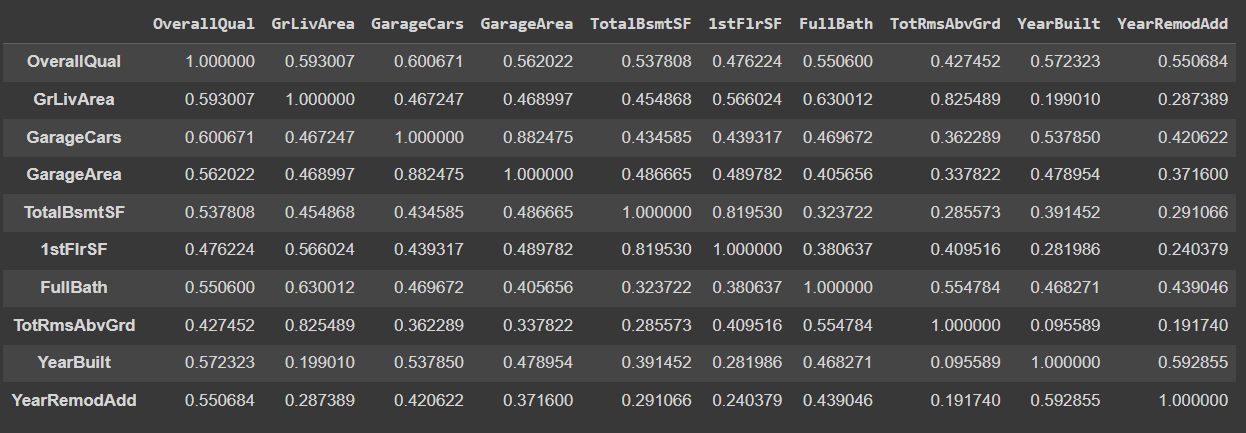 OverallQual GrLivArea GarageCars GarageArea TotalBsmtSF 1stFlrSF FullBath TotRmsAbvGrd YearBuilt YearRemodAdd
OverallQual 1.000000 0.593007 0.600671 0.562022 0.537808 0.476224 0.550600 0.427452 0.572323 0.550684
GrLivArea 0.593007 1.000000 0.467247 0.468997 0.454868 0.566024 0.630012 0.825489 0.199010 0.287389
GarageCars 0.600671 0.467247 1.000000 0.882475 0.434585 0.439317 0.469672 0.362289 0.537850 0.420622
GarageArea 0.562022 0.468997 0.882475 1.000000 0.486665 0.489782 0.405656 0.337822 0.478954 0.371600
TotalBsmtSF 0.537808 0.454868 0.434585 0.486665 1.000000 0.819530 0.323722 0.285573 0.391452 0.291066
1stFlrSF 0.476224 0.566024 0.439317 0.489782 0.819530 1.000000 0.380637 0.409516 0.281986 0.240379
FullBath 0.550600 0.630012 0.469672 0.405656 0.323722 0.380637 1.000000 0.554784 0.468271 0.439046
TotRmsAbvGrd 0.427452 0.825489 0.362289 0.337822 0.285573 0.409516 0.554784 1.000000 0.095589 0.191740
YearBuilt 0.572323 0.199010 0.537850 0.478954 0.391452 0.281986 0.468271 0.095589 1.000000 0.592855
YearRemodAdd 0.550684 0.287389 0.420622 0.371600 0.291066 0.240379 0.439046 0.191740 0.592855 1.000000